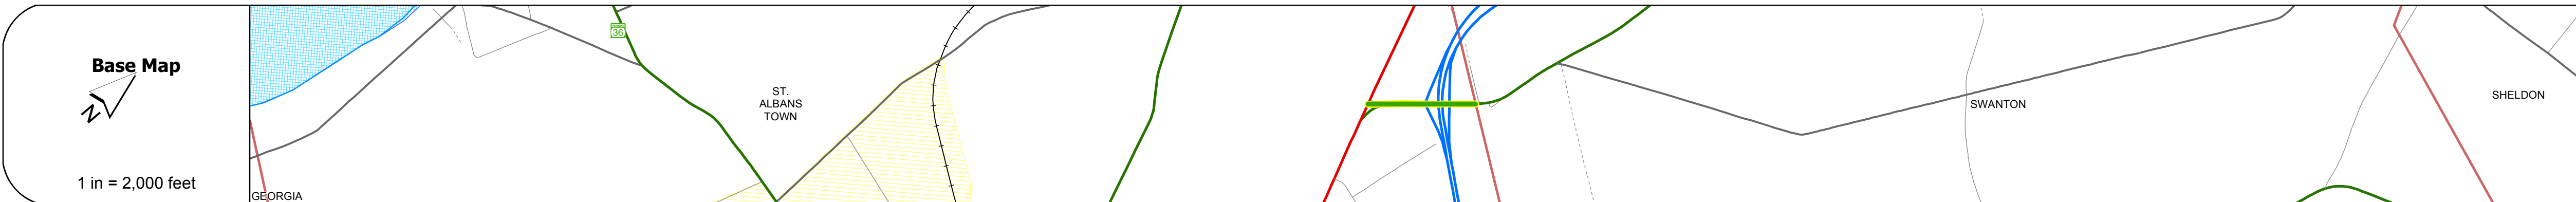 Base Map
N
1 in = 2,000 feet
GEORGIA
36
ST.
ALBANS
TOWN
SWANTON
SHELDON